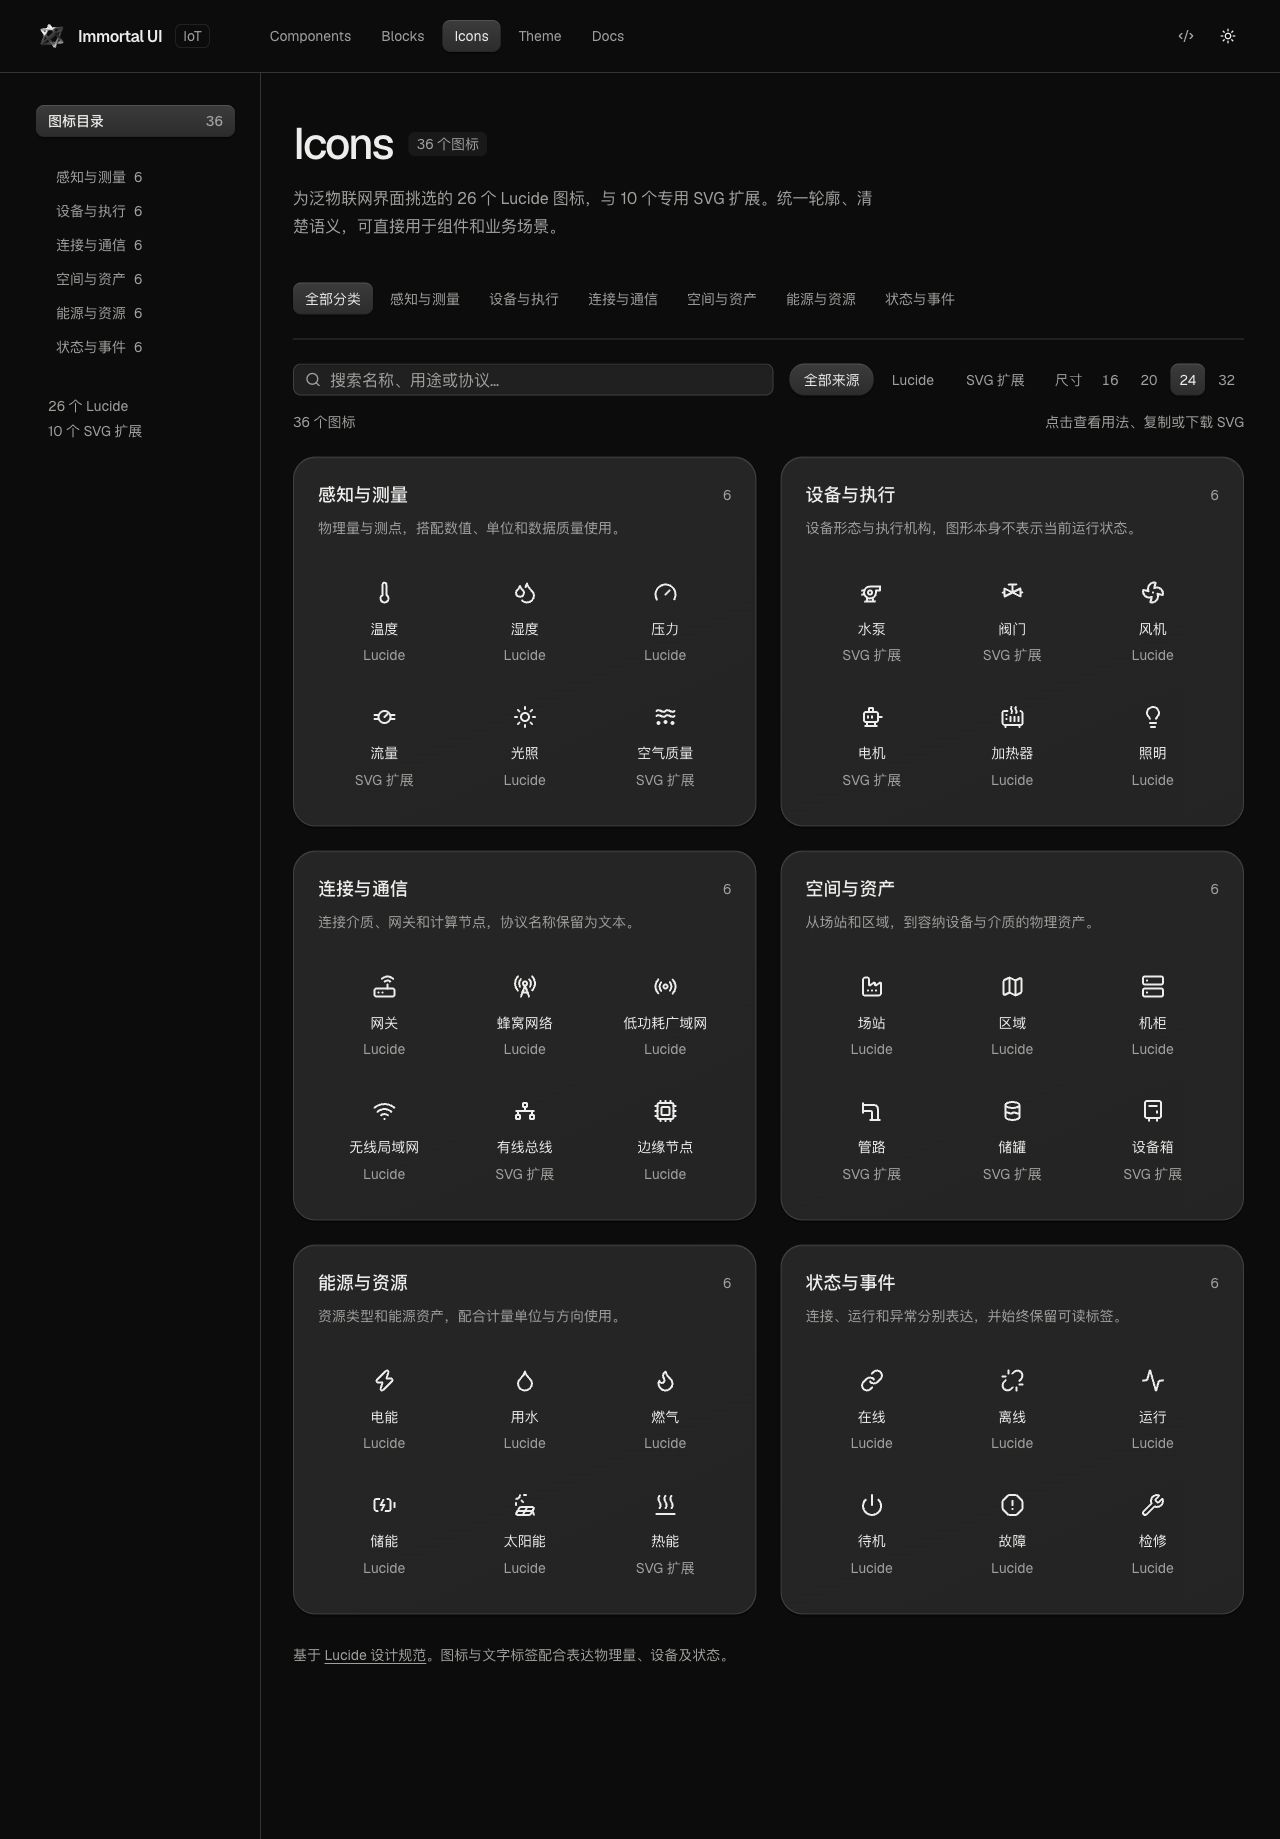 Immortal UI IoT Components Blocks Icons Theme Docs
图标目录 36
感知与测量 6
设备与执行 6
连接与通信 6
空间与资产 6
能源与资源 6
状态与事件 6
26 个 Lucide
10 个 SVG 扩展
Icons 36 个图标
为泛物联网界面挑选的 26 个 Lucide 图标，与 10 个专用 SVG 扩展。统一轮廓、清
楚语义，可直接用于组件和业务场景。
全部分类 感知与测量 设备与执行 连接与通信 空间与资产 能源与资源 状态与事件
搜索名称、用途或协议... 全部来源 Lucide SVG 扩展 尺寸 16 20 24 32
36 个图标 点击查看用法、复制或下载 SVG
感知与测量 6
物理量与测点，搭配数值、单位和数据质量使用。
温度 湿度 压力
Lucide Lucide Lucide
流量 光照 空气质量
SVG 扩展 Lucide SVG 扩展
设备与执行 6
设备形态与执行机构，图形本身不表示当前运行状态。
水泵 阀门 风机
SVG 扩展 SVG 扩展 Lucide
电机 加热器 照明
SVG 扩展 Lucide Lucide
连接与通信 6
连接介质、网关和计算节点，协议名称保留为文本。
网关 蜂窝网络 低功耗广域网
Lucide Lucide Lucide
无线局域网 有线总线 边缘节点
Lucide SVG 扩展 Lucide
空间与资产 6
从场站和区域，到容纳设备与介质的物理资产。
场站 区域 机柜
Lucide Lucide Lucide
管路 储罐 设备箱
SVG 扩展 SVG 扩展 SVG 扩展
能源与资源 6
资源类型和能源资产，配合计量单位与方向使用。
电能 用水 燃气
Lucide Lucide Lucide
储能 太阳能 热能
Lucide Lucide SVG 扩展
状态与事件 6
连接、运行和异常分别表达，并始终保留可读标签。
在线 离线 运行
Lucide Lucide Lucide
待机 故障 检修
Lucide Lucide Lucide
基于 Lucide 设计规范。图标与文字标签配合表达物理量、设备及状态。